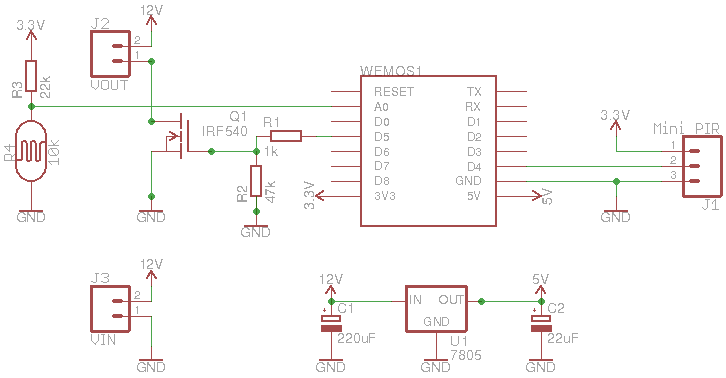 3.3V
J2
12V
2
1
VOUT
R3
22k
R4
10k
GND
GND
Q1
IRF540
R1
1k
R2
47k
GND
WEMOS1
RESET
A0
D0
D5
D6
D7
D8
3V3
TX
RX
D1
D2
D3
D4
GND
5V
3.3V
5V
3.3V
Mini PIR
1
2
3
J1
GND
J3
12V
2
1
VIN
GND
12V
C1
220uF
GND
IN
OUT
GND
U1
7805
GND
5V
C2
22uF
GND